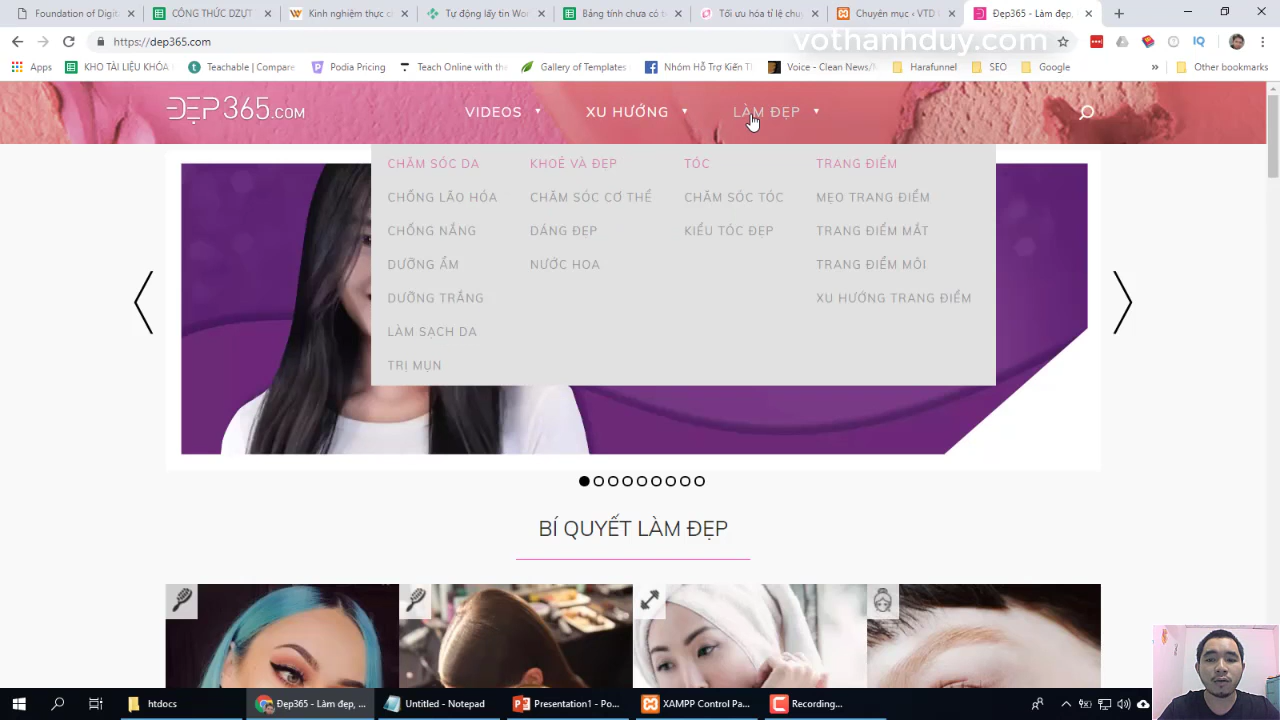 Foundation of Digit
CÔNG THỨC DZỰT
Kinh nghiệm thực tế
Tự động lấy tin Wor
Bảng tính chưa có t
Tối ưu hóa tỉ lệ chu
Chuyên mục ‹ VTD
Đẹp365 - Làm đẹp,
https://dep365.com
vothanhduy.com
Apps
KHO TÀI LIỆU KHÓA
Teachable | Compare
Podia Pricing
Teach Online with the
Gallery of Templates
Nhóm Hỗ Trợ Kiến T
Voice - Clean News/
Harafunnel
SEO
Google
»
Other bookmarks
ĐẸP365.COM
VIDEOS
XU HƯỚNG
LÀM ĐẸP
CHĂM SÓC DA
KHOẺ VÀ ĐẸP
TÓC
TRANG ĐIỂM
CHỐNG LÃO HÓA
CHĂM SÓC CƠ THỂ
CHĂM SÓC TÓC
MẸO TRANG ĐIỂM
CHỐNG NẮNG
DÁNG ĐẸP
KIỂU TÓC ĐẸP
TRANG ĐIỂM MẮT
DƯỠNG ẨM
NƯỚC HOA
TRANG ĐIỂM MÔI
DƯỠNG TRẮNG
XU HƯỚNG TRANG ĐIỂM
LÀM SẠCH DA
TRỊ MỤN
BÍ QUYẾT LÀM ĐẸP
htdocs
Đẹp365 - Làm đẹp, ...
Untitled - Notepad
Presentation1 - Po...
XAMPP Control Pa...
Recording...